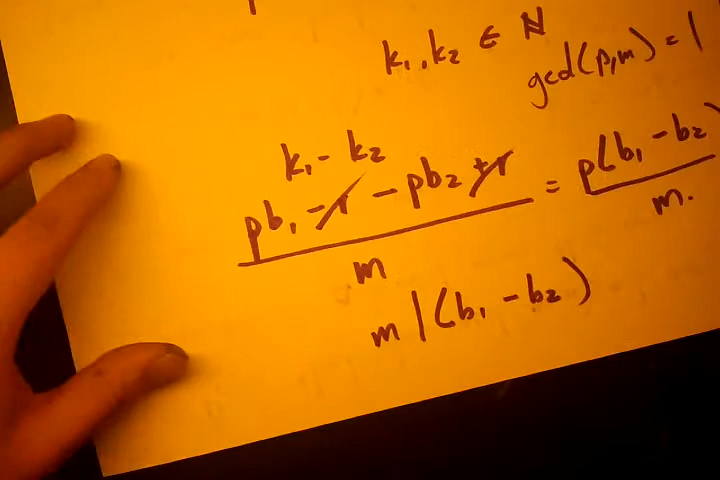 k₁, k₂ ∈ ℕ
gcd(p,m) = 1
k₁ - k₂
pb₁ - r - pb₂ + r = p(b₁ - b₂)
m m.
m | (b₁ - b₂)